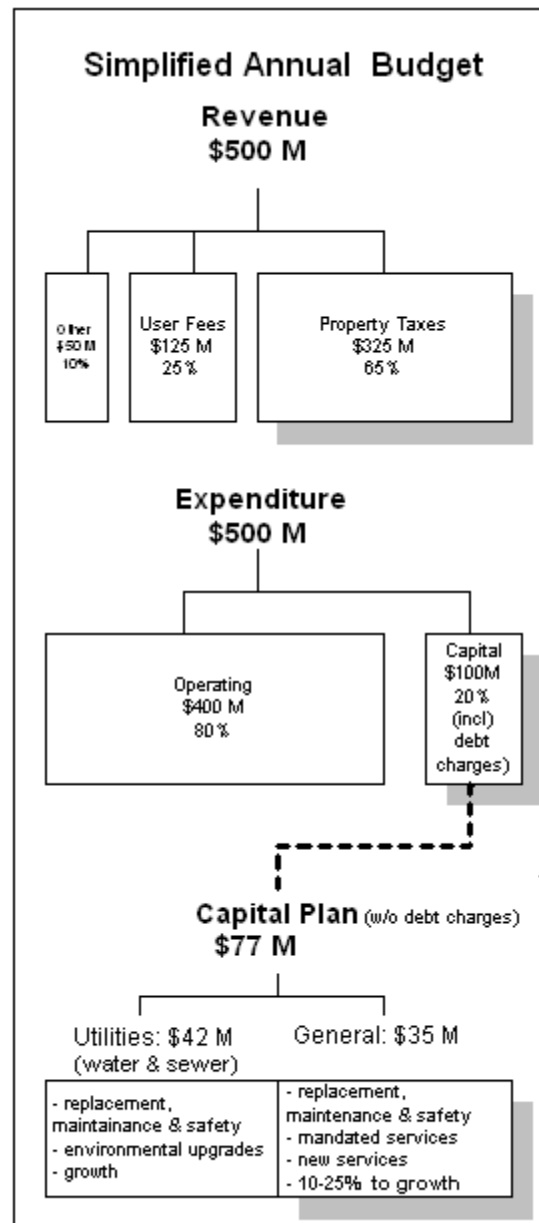 Simplified Annual Budget
Revenue
$500 M
Other
$50 M
10%
User Fees
$125 M
25%
Property Taxes
$325 M
65%
Expenditure
$500 M
Operating
$400 M
80%
Capital
$100M
20%
(incl)
debt
charges)
Capital Plan (w/o debt charges)
$77 M
Utilities: $42 M
(water & sewer)
General: $35 M
- replacement,
maintainance & safety
- environmental upgrades
- growth
- replacement,
maintenance & safety
- mandated services
- new services
- 10-25% to growth